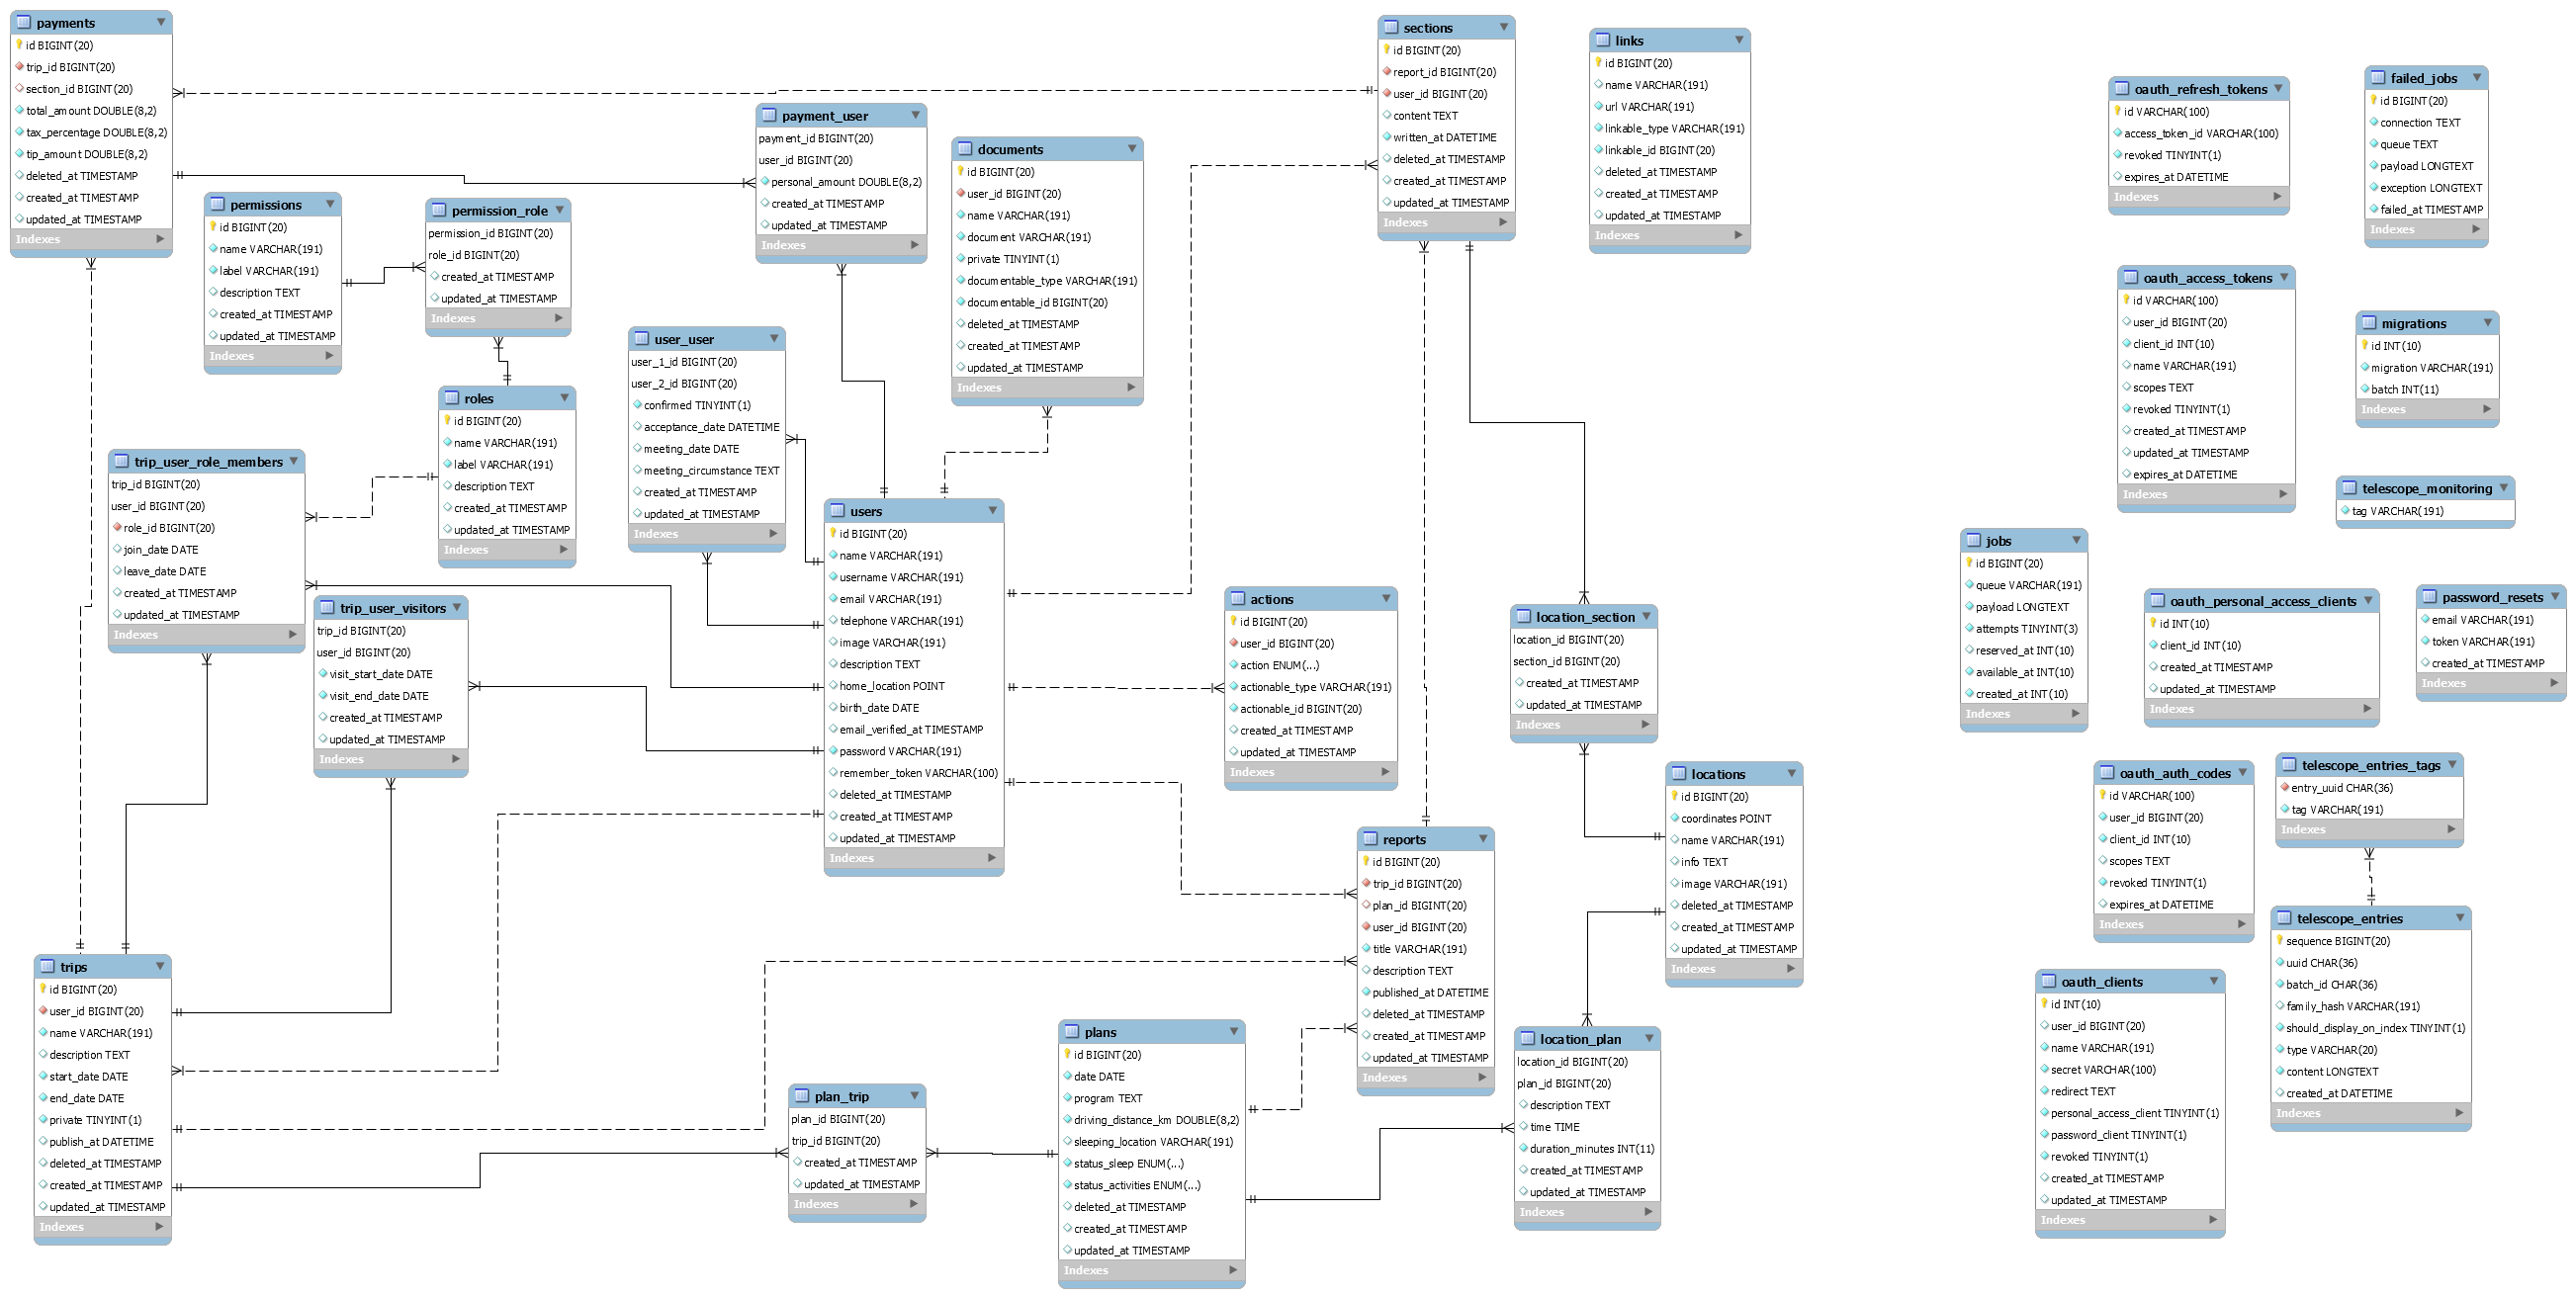 payments
id BIGINT(20)
trip_id BIGINT(20)
section_id BIGINT(20)
total_amount DOUBLE(8,2)
tax_percentage DOUBLE(8,2)
tip_amount DOUBLE(8,2)
deleted_at TIMESTAMP
created_at TIMESTAMP
updated_at TIMESTAMP
Indexes
permissions
id BIGINT(20)
name VARCHAR(191)
label VARCHAR(191)
description TEXT
created_at TIMESTAMP
updated_at TIMESTAMP
Indexes
permission_role
permission_id BIGINT(20)
role_id BIGINT(20)
created_at TIMESTAMP
updated_at TIMESTAMP
Indexes
roles
id BIGINT(20)
name VARCHAR(191)
label VARCHAR(191)
description TEXT
created_at TIMESTAMP
updated_at TIMESTAMP
Indexes
trip_user_role_members
trip_id BIGINT(20)
user_id BIGINT(20)
role_id BIGINT(20)
join_date DATE
leave_date DATE
created_at TIMESTAMP
updated_at TIMESTAMP
Indexes
trip_user_visitors
trip_id BIGINT(20)
user_id BIGINT(20)
visit_start_date DATE
visit_end_date DATE
created_at TIMESTAMP
updated_at TIMESTAMP
Indexes
trips
id BIGINT(20)
user_id BIGINT(20)
name VARCHAR(191)
description TEXT
start_date DATE
end_date DATE
private TINYINT(1)
publish_at DATETIME
deleted_at TIMESTAMP
created_at TIMESTAMP
updated_at TIMESTAMP
Indexes
payment_user
payment_id BIGINT(20)
user_id BIGINT(20)
personal_amount DOUBLE(8,2)
created_at TIMESTAMP
updated_at TIMESTAMP
Indexes
user_user
user_1_id BIGINT(20)
user_2_id BIGINT(20)
confirmed TINYINT(1)
acceptance_date DATETIME
meeting_date DATE
meeting_circumstance TEXT
created_at TIMESTAMP
updated_at TIMESTAMP
Indexes
documents
id BIGINT(20)
user_id BIGINT(20)
name VARCHAR(191)
document VARCHAR(191)
private TINYINT(1)
documentable_type VARCHAR(191)
documentable_id BIGINT(20)
deleted_at TIMESTAMP
created_at TIMESTAMP
updated_at TIMESTAMP
Indexes
users
id BIGINT(20)
name VARCHAR(191)
username VARCHAR(191)
email VARCHAR(191)
telephone VARCHAR(191)
image VARCHAR(191)
description TEXT
home_location POINT
birth_date DATE
email_verified_at TIMESTAMP
password VARCHAR(191)
remember_token VARCHAR(100)
deleted_at TIMESTAMP
created_at TIMESTAMP
updated_at TIMESTAMP
Indexes
plan_trip
plan_id BIGINT(20)
trip_id BIGINT(20)
created_at TIMESTAMP
updated_at TIMESTAMP
Indexes
plans
id BIGINT(20)
date DATE
program TEXT
driving_distance_km DOUBLE(8,2)
sleeping_location VARCHAR(191)
status_sleep ENUM(...)
status_activities ENUM(...)
deleted_at TIMESTAMP
created_at TIMESTAMP
updated_at TIMESTAMP
Indexes
sections
id BIGINT(20)
report_id BIGINT(20)
user_id BIGINT(20)
content TEXT
written_at DATETIME
deleted_at TIMESTAMP
created_at TIMESTAMP
updated_at TIMESTAMP
Indexes
links
id BIGINT(20)
name VARCHAR(191)
url VARCHAR(191)
linkable_type VARCHAR(191)
linkable_id BIGINT(20)
deleted_at TIMESTAMP
created_at TIMESTAMP
updated_at TIMESTAMP
Indexes
actions
id BIGINT(20)
user_id BIGINT(20)
action ENUM(...)
actionable_type VARCHAR(191)
actionable_id BIGINT(20)
created_at TIMESTAMP
updated_at TIMESTAMP
Indexes
location_section
location_id BIGINT(20)
section_id BIGINT(20)
created_at TIMESTAMP
updated_at TIMESTAMP
Indexes
locations
id BIGINT(20)
coordinates POINT
name VARCHAR(191)
info TEXT
image VARCHAR(191)
deleted_at TIMESTAMP
created_at TIMESTAMP
updated_at TIMESTAMP
Indexes
reports
id BIGINT(20)
trip_id BIGINT(20)
plan_id BIGINT(20)
user_id BIGINT(20)
title VARCHAR(191)
description TEXT
published_at DATETIME
deleted_at TIMESTAMP
created_at TIMESTAMP
updated_at TIMESTAMP
Indexes
location_plan
location_id BIGINT(20)
plan_id BIGINT(20)
description TEXT
time TIME
duration_minutes INT(11)
created_at TIMESTAMP
updated_at TIMESTAMP
Indexes
oauth_refresh_tokens
id VARCHAR(100)
access_token_id VARCHAR(100)
revoked TINYINT(1)
expires_at DATETIME
Indexes
failed_jobs
id BIGINT(20)
connection TEXT
queue TEXT
payload LONGTEXT
exception LONGTEXT
failed_at TIMESTAMP
Indexes
oauth_access_tokens
id VARCHAR(100)
user_id BIGINT(20)
client_id INT(10)
name VARCHAR(191)
scopes TEXT
revoked TINYINT(1)
created_at TIMESTAMP
updated_at TIMESTAMP
expires_at DATETIME
Indexes
migrations
id INT(10)
migration VARCHAR(191)
batch INT(11)
Indexes
telescope_monitoring
tag VARCHAR(191)
jobs
id BIGINT(20)
queue VARCHAR(191)
payload LONGTEXT
attempts TINYINT(3)
reserved_at INT(10)
available_at INT(10)
created_at INT(10)
Indexes
oauth_personal_access_clients
id INT(10)
client_id INT(10)
created_at TIMESTAMP
updated_at TIMESTAMP
Indexes
password_resets
email VARCHAR(191)
token VARCHAR(191)
created_at TIMESTAMP
Indexes
oauth_auth_codes
id VARCHAR(100)
user_id BIGINT(20)
client_id INT(10)
scopes TEXT
revoked TINYINT(1)
expires_at DATETIME
Indexes
telescope_entries_tags
entry_uuid CHAR(36)
tag VARCHAR(191)
Indexes
telescope_entries
sequence BIGINT(20)
uuid CHAR(36)
batch_id CHAR(36)
family_hash VARCHAR(191)
should_display_on_index TINYINT(1)
type VARCHAR(20)
content LONGTEXT
created_at DATETIME
Indexes
oauth_clients
id INT(10)
user_id BIGINT(20)
name VARCHAR(191)
secret VARCHAR(100)
redirect TEXT
personal_access_client TINYINT(1)
password_client TINYINT(1)
revoked TINYINT(1)
created_at TIMESTAMP
updated_at TIMESTAMP
Indexes